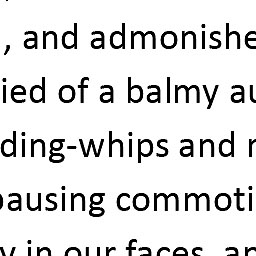 , and admonishe
ied of a balmy au
ding-whips and
pausing commoti
y in our faces, an